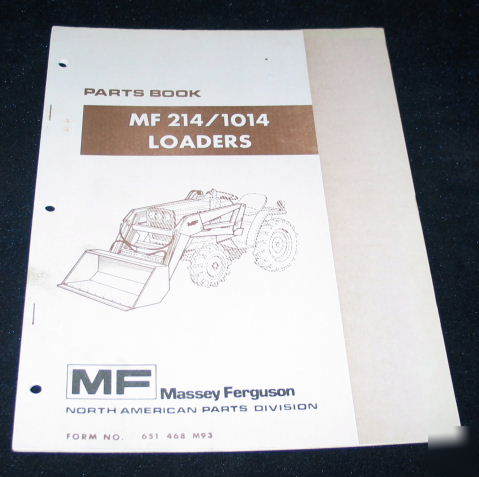 PARTS BOOK
MF 214/1014
LOADERS
MF
Massey Ferguson
NORTH AMERICAN PARTS DIVISION
FORM NO. 651 468 M93